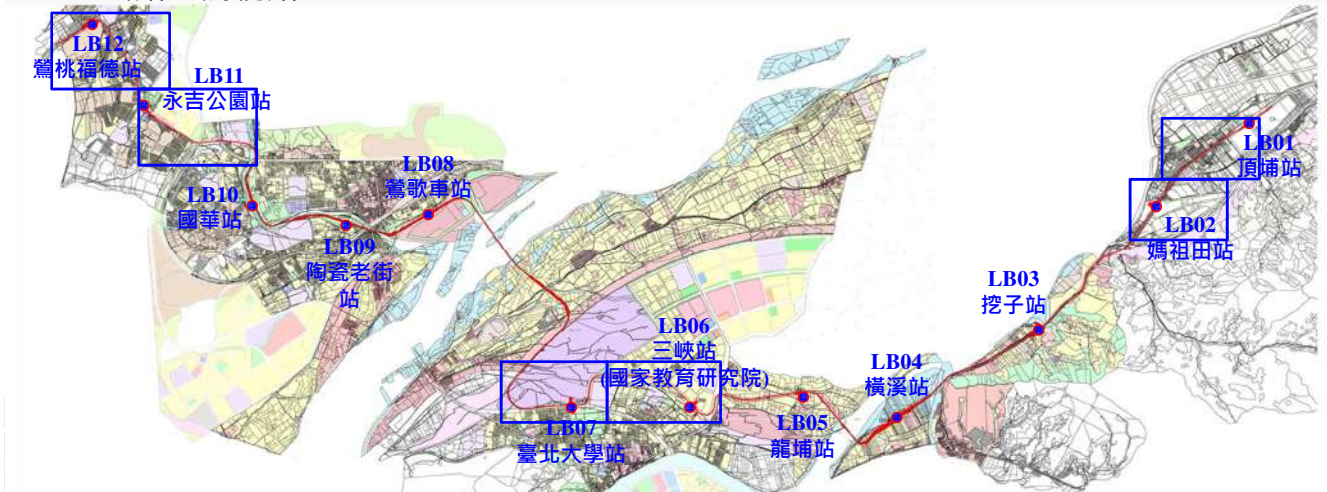 LB12
鶯桃福德站
LB11
永吉公園站
LB10
國華站
LB09
陶瓷老街
站
LB08
鶯歌車站
LB07
臺北大學站
LB06
三峽站
(國家教育研究院)
LB05
龍埔站
LB04
橫溪站
LB03
挖子站
LB02
媽祖田站
LB01
頂埔站